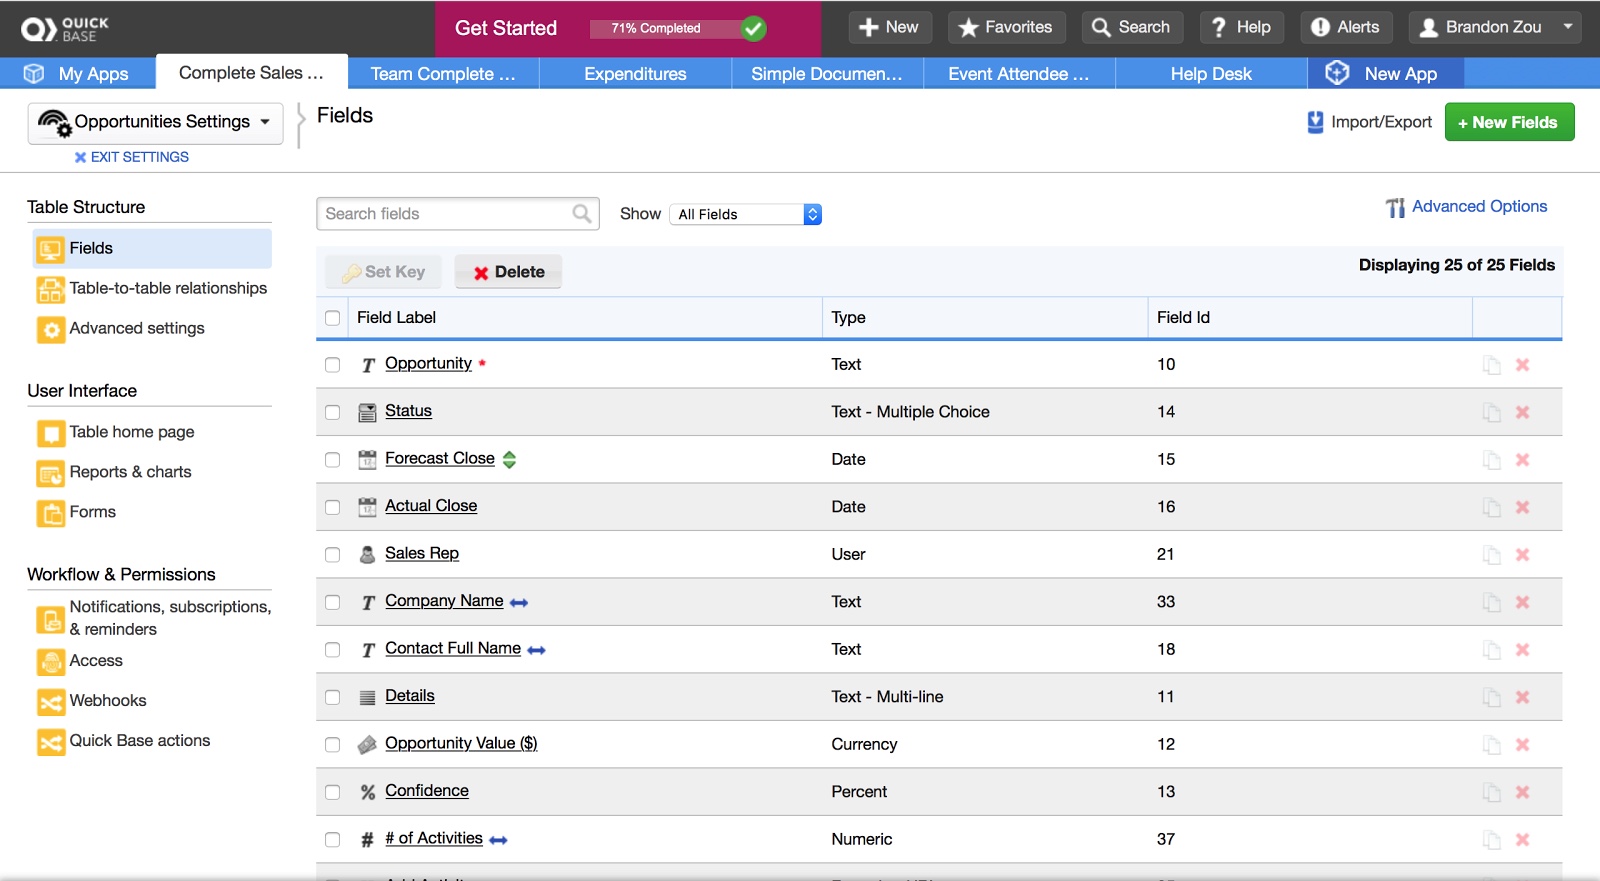 QUICK BASE
Get Started 71% Completed
New Favorites Search ? Help Alerts Brandon Zou
My Apps Complete Sales ... Team Complete ... Expenditures Simple Documen... Event Attendee ... Help Desk New App
Opportunities Settings
EXIT SETTINGS
Fields
Import/Export + New Fields
Table Structure
Fields
Table-to-table relationships
Advanced settings
User Interface
Table home page
Reports & charts
Forms
Workflow & Permissions
Notifications, subscriptions,
& reminders
Access
Webhooks
Quick Base actions
Search fields Show All Fields Advanced Options
Set Key Delete Displaying 25 of 25 Fields
Field Label Type Field Id
T Opportunity * Text 10
Status Text - Multiple Choice 14
Forecast Close Date 15
Actual Close Date 16
Sales Rep User 21
T Company Name Text 33
T Contact Full Name Text 18
Details Text - Multi-line 11
Opportunity Value ($) Currency 12
% Confidence Percent 13
# # of Activities Numeric 37